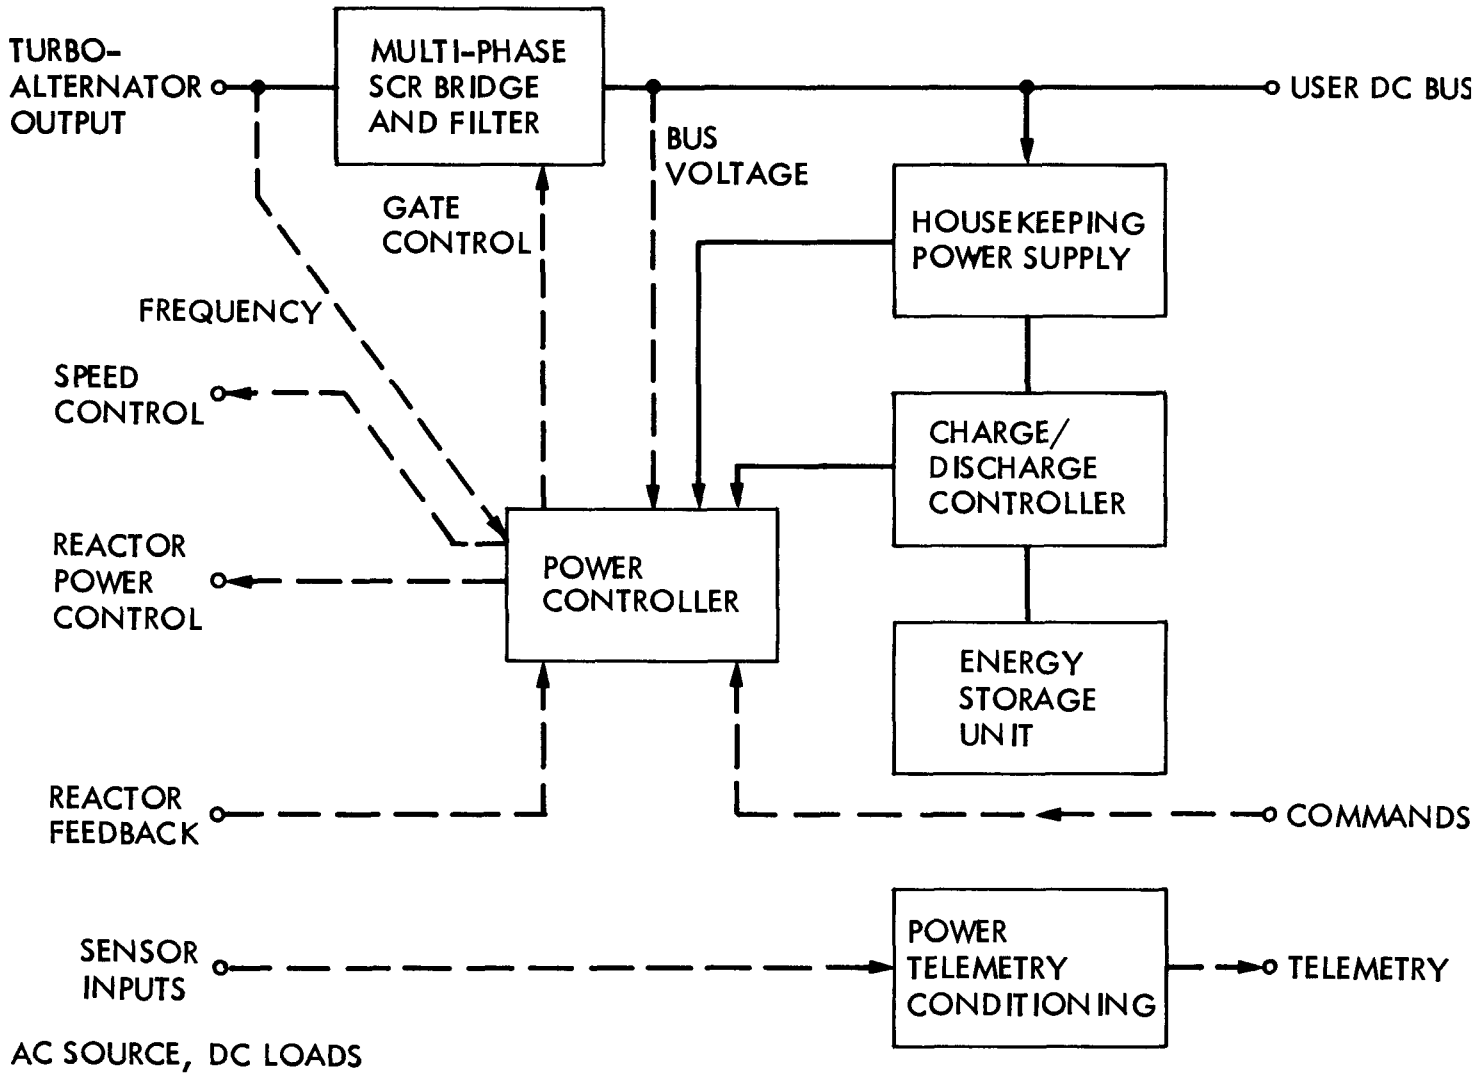 TURBO-
ALTERNATOR
OUTPUT
MULTI-PHASE
SCR BRIDGE
AND FILTER
USER DC BUS
BUS
VOLTAGE
GATE
CONTROL
HOUSEKEEPING
POWER SUPPLY
FREQUENCY
SPEED
CONTROL
CHARGE/
DISCHARGE
CONTROLLER
REACTOR
POWER
CONTROL
POWER
CONTROLLER
ENERGY
STORAGE
UNIT
REACTOR
FEEDBACK
COMMANDS
SENSOR
INPUTS
POWER
TELEMETRY
CONDITIONING
TELEMETRY
AC SOURCE, DC LOADS